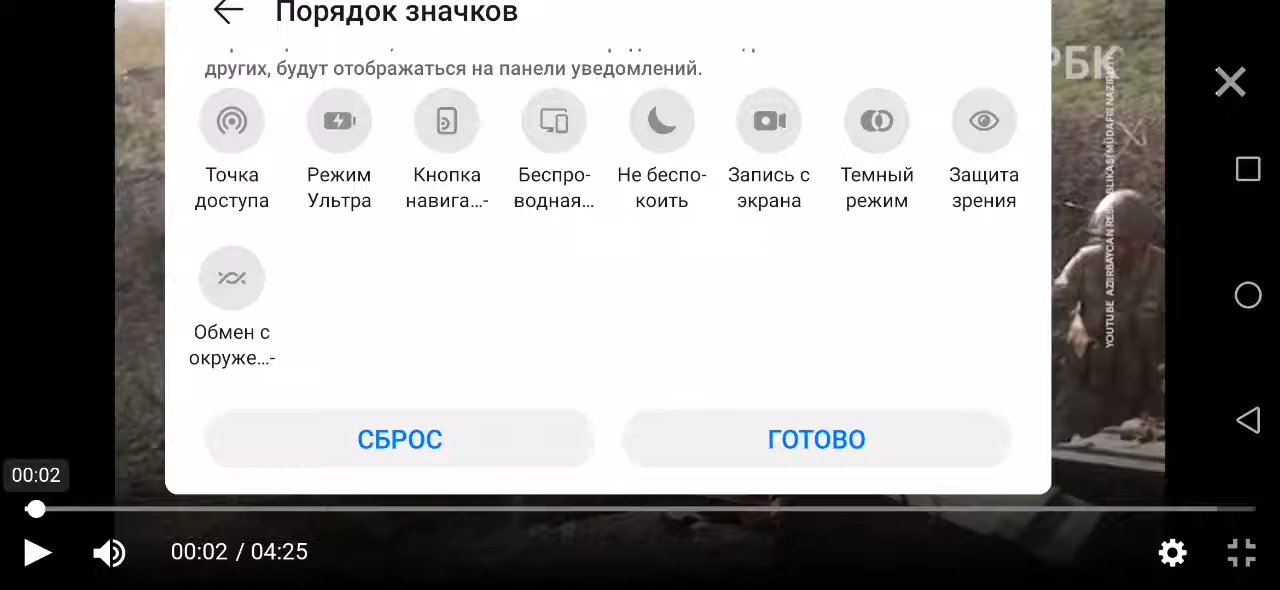 Порядок значков
других, будут отображаться на панели уведомлений.
Точка доступа
Режим Ультра
Кнопка навига...-
Беспро-водная...
Не беспо-коить
Запись с экрана
Темный режим
Защита зрения
Обмен с окруже...-
СБРОС
ГОТОВО
РБК
00:02
00:02 / 04:25